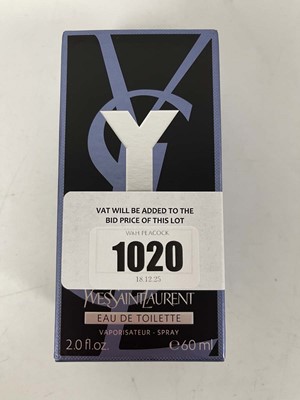 Y
VAT WILL BE ADDED TO THE
BID PRICE OF THIS LOT
W&H PEACOCK
1020
18.12.25
YVESSAINTLAURENT
EAU DE TOILETTE
VAPORISATEUR - SPRAY
2.0 fl.oz. ℮60 ml